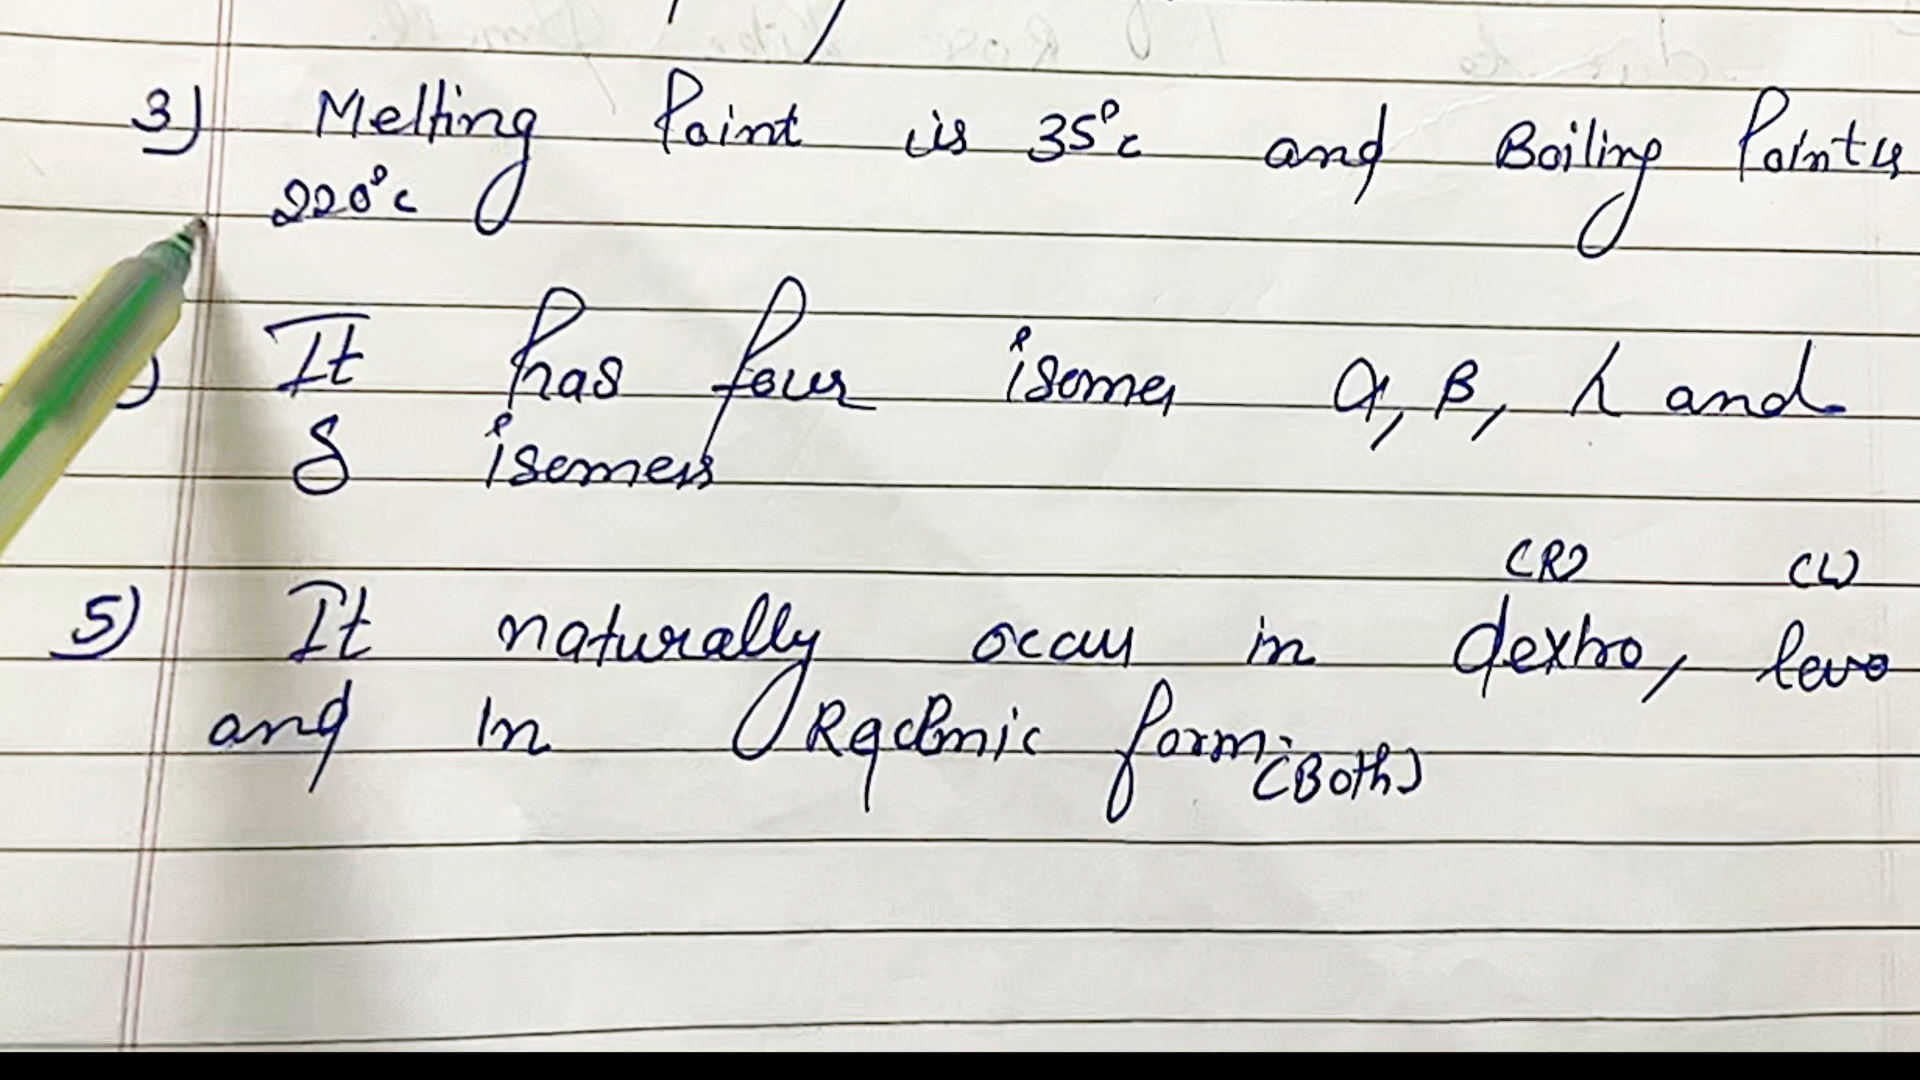 3) Melting Point is 35°c and Boiling Point is
220°c
) It has four isomer α, β, λ and
δ isomers
(R) (L)
5) It naturally occur in dextro, levo
and in form (Both)